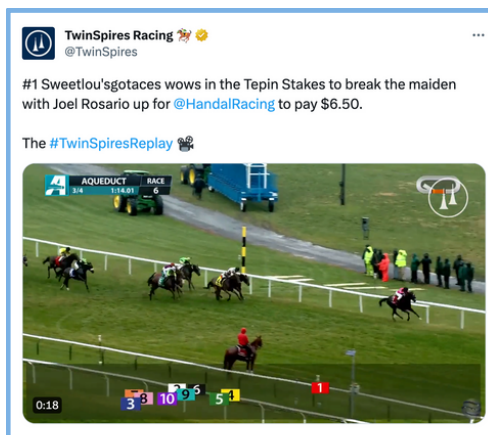 TwinSpires Racing
@TwinSpires
#1 Sweetlou'sgotaces wows in the Tepin Stakes to break the maiden
with Joel Rosario up for @HandalRacing to pay $6.50.
The #TwinSpiresReplay
AQUEDUCT RACE
3/4 1:14.01 6
1
2 6
8 9 4
3 10 5
0:18